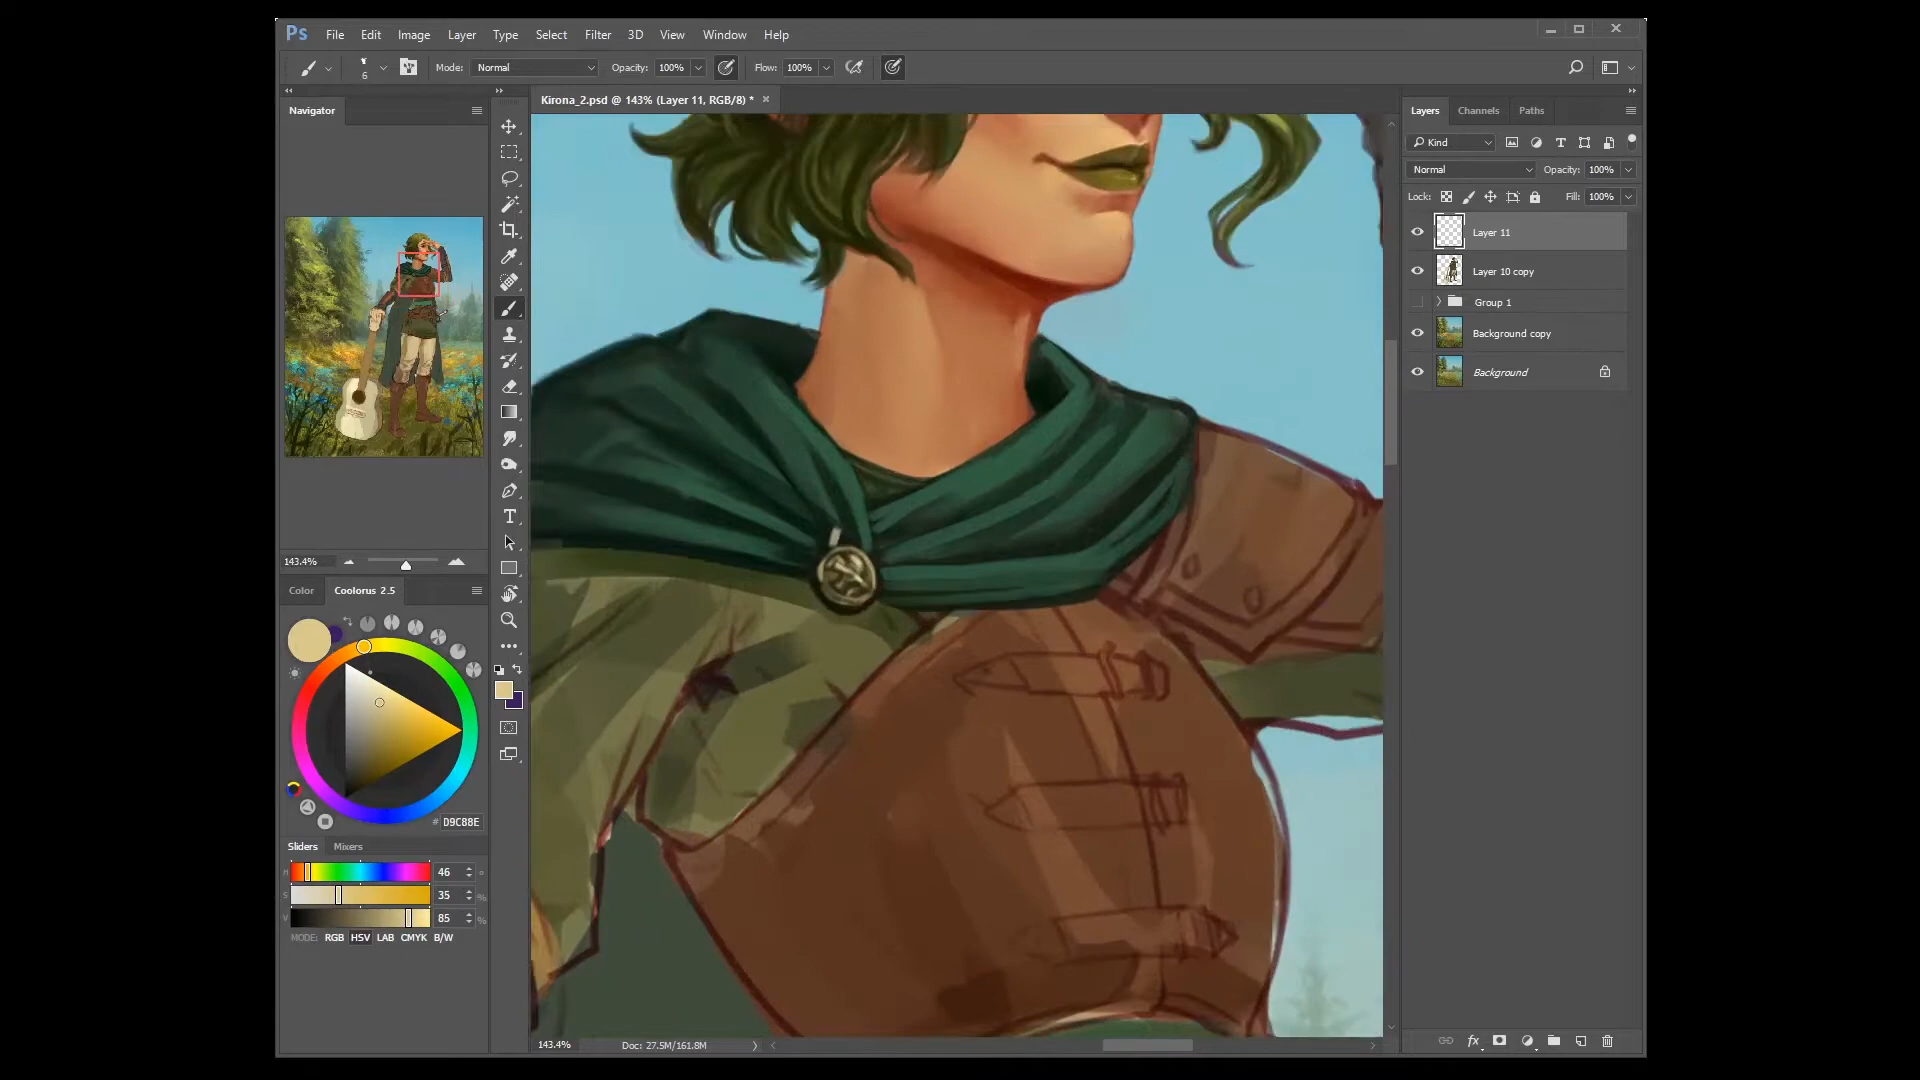 Ps File Edit Image Layer Type Select Filter 3D View Window Help
6 Mode: Normal Opacity: 100% Flow: 100%
Navigator
Kirona_2.psd @ 143% (Layer 11, RGB/8) *
Layers Channels Paths
Kind
Normal Opacity: 100%
Lock: Fill: 100%
Layer 11
Layer 10 copy
Group 1
Background copy
Background
143.4%
Color Coolorus 2.5
# D9C88E
Sliders Mixers
H 46 °
S 35 %
V 85 %
MODE: RGB HSV LAB CMYK B/W
143.4% Doc: 27.5M/161.8M
fx